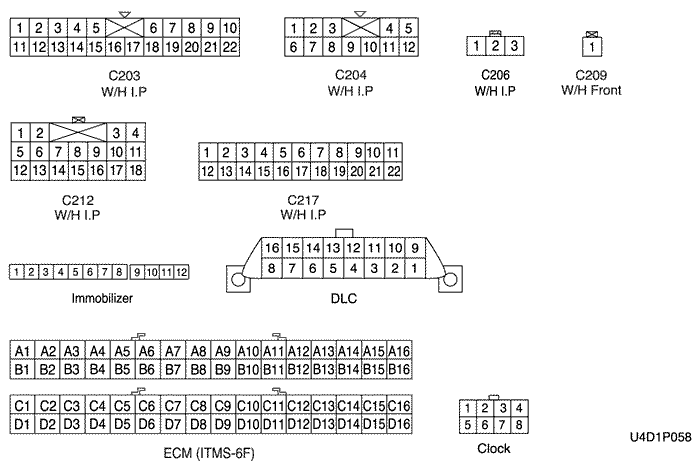 1 2 3 4 5 6 7 8 9 10
11 12 13 14 15 16 17 18 19 20 21 22
C203
W/H I.P
1 2 3 4 5
6 7 8 9 10 11 12
C204
W/H I.P
1 2 3
C206
W/H I.P
1
C209
W/H Front
1 2 3 4
5 6 7 8 9 10 11
12 13 14 15 16 17 18
C212
W/H I.P
1 2 3 4 5 6 7 8 9 10 11
12 13 14 15 16 17 18 19 20 21 22
C217
W/H I.P
1 2 3 4 5 6 7 8 9 10 11 12
Immobilizer
16 15 14 13 12 11 10 9
8 7 6 5 4 3 2 1
DLC
A1 A2 A3 A4 A5 A6 A7 A8 A9 A10 A11 A12 A13 A14 A15 A16
B1 B2 B3 B4 B5 B6 B7 B8 B9 B10 B11 B12 B13 B14 B15 B16
C1 C2 C3 C4 C5 C6 C7 C8 C9 C10 C11 C12 C13 C14 C15 C16
D1 D2 D3 D4 D5 D6 D7 D8 D9 D10 D11 D12 D13 D14 D15 D16
ECM (ITMS-6F)
1 2 3 4
5 6 7 8
Clock
U4D1P058